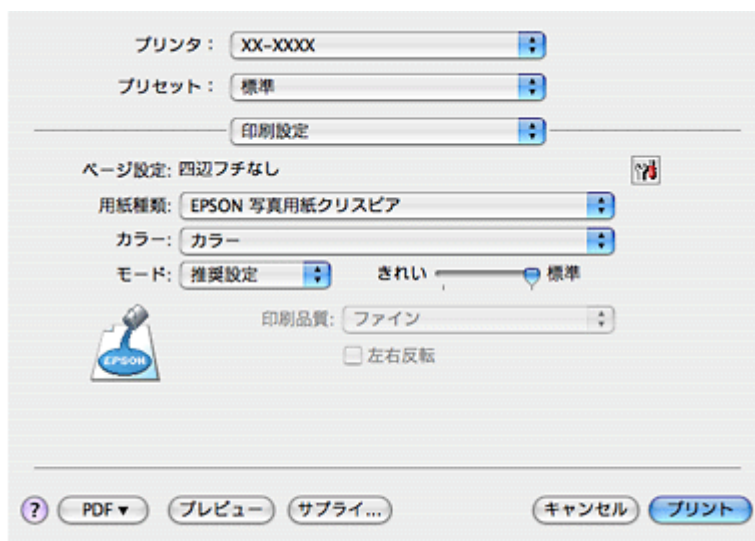 プリンタ： XX-XXXX
プリセット： 標準
印刷設定
ページ設定: 四辺フチなし
用紙種類: EPSON 写真用紙クリスピア
カラー: カラー
モード: 推奨設定 きれい 標準
印刷品質: ファイン
左右反転
EPSON
? PDF▼ プレビュー サプライ... キャンセル プリント